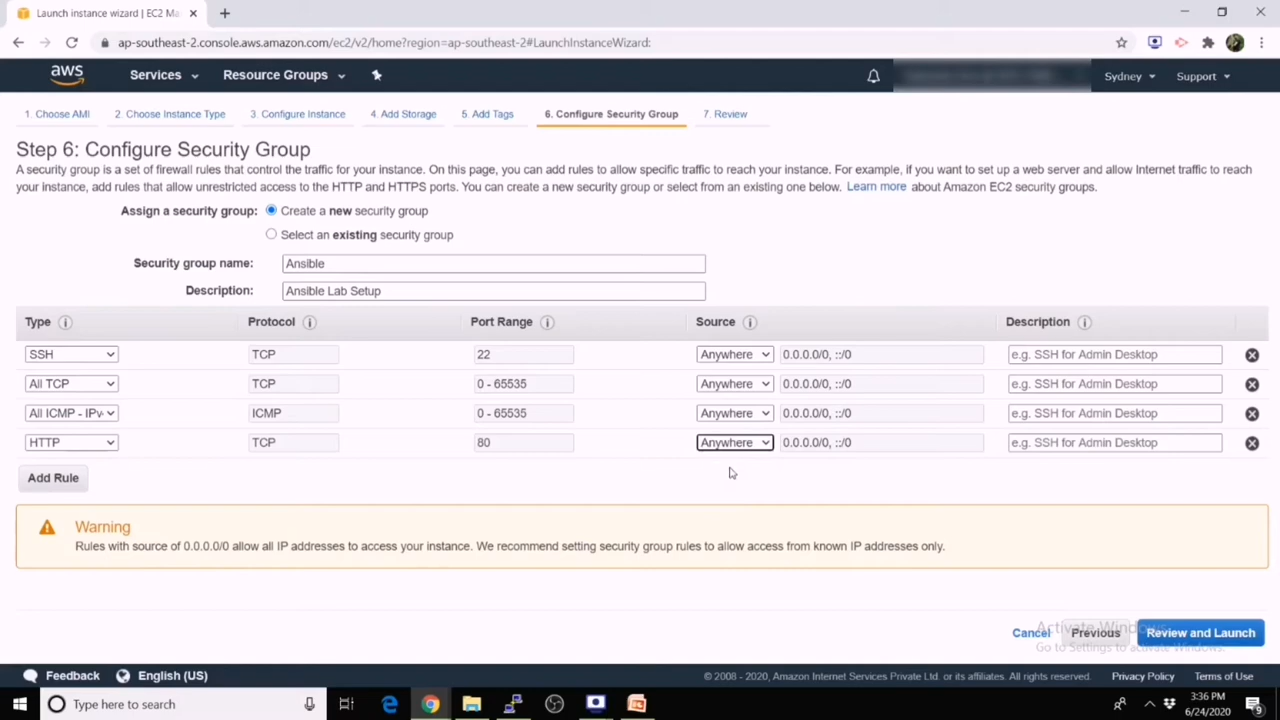 Launch instance wizard | EC2 Ma
ap-southeast-2.console.aws.amazon.com/ec2/v2/home?region=ap-southeast-2#LaunchInstanceWizard:
aws Services Resource Groups Sydney Support
1. Choose AMI 2. Choose Instance Type 3. Configure Instance 4. Add Storage 5. Add Tags 6. Configure Security Group 7. Review
Step 6: Configure Security Group
A security group is a set of firewall rules that control the traffic for your instance. On this page, you can add rules to allow specific traffic to reach your instance. For example, if you want to set up a web server and allow Internet traffic to reach
your instance, add rules that allow unrestricted access to the HTTP and HTTPS ports. You can create a new security group or select from an existing one below. Learn more about Amazon EC2 security groups.
Assign a security group: Create a new security group
Select an existing security group
Security group name: Ansible
Description: Ansible Lab Setup
Type Protocol Port Range Source Description
SSH TCP 22 Anywhere 0.0.0.0/0, ::/0 e.g. SSH for Admin Desktop
All TCP TCP 0 - 65535 Anywhere 0.0.0.0/0, ::/0 e.g. SSH for Admin Desktop
All ICMP - IPv ICMP 0 - 65535 Anywhere 0.0.0.0/0, ::/0 e.g. SSH for Admin Desktop
HTTP TCP 80 Anywhere 0.0.0.0/0, ::/0 e.g. SSH for Admin Desktop
Add Rule
Warning
Rules with source of 0.0.0.0/0 allow all IP addresses to access your instance. We recommend setting security group rules to allow access from known IP addresses only.
Activate Windows
Cancel Previous Review and Launch
Go to Settings to activate Windows.
Feedback English (US) © 2008 - 2020, Amazon Internet Services Private Ltd. or its affiliates. All rights reserved. Privacy Policy Terms of Use
Type here to search
3:36 PM
6/24/2020
9